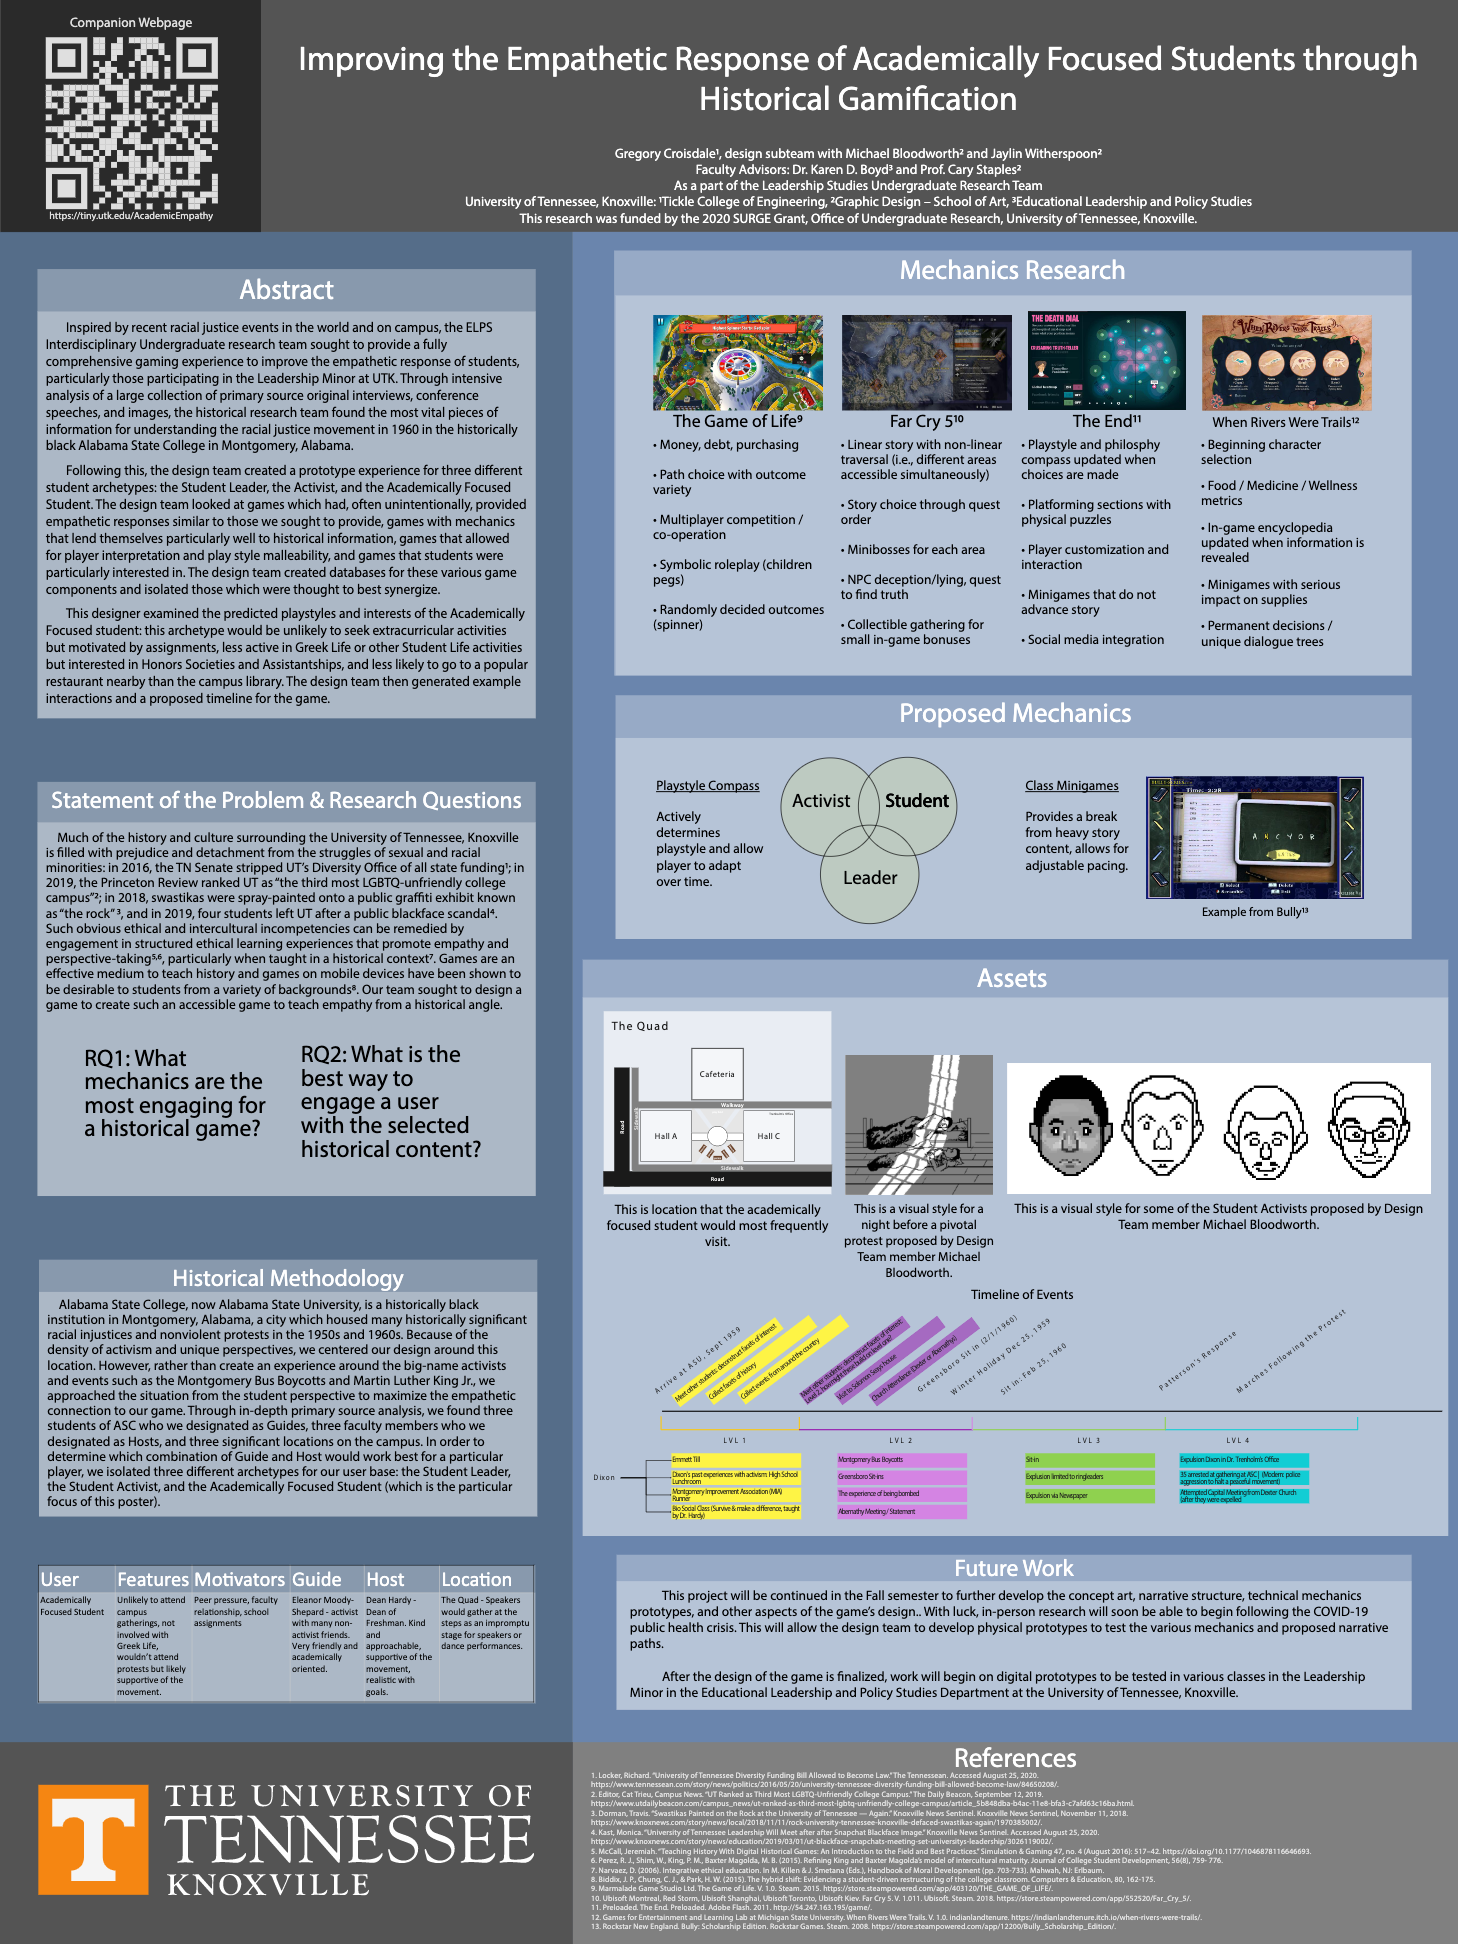 Companion Webpage
https://tiny.utk.edu/AcademicEmpathy
Improving the Empathetic Response of Academically Focused Students through
Historical Gamification
Gregory Croisdale¹, design subteam with Michael Bloodworth² and Jaylin Witherspoon²
Faculty Advisors: Dr. Karen D. Boyd³ and Prof. Cary Staples²
As a part of the Leadership Studies Undergraduate Research Team
University of Tennessee, Knoxville: ¹Tickle College of Engineering, ²Graphic Design – School of Art, ³Educational Leadership and Policy Studies
This research was funded by the 2020 SURGE Grant, Office of Undergraduate Research, University of Tennessee, Knoxville.
Abstract
Inspired by recent racial justice events in the world and on campus, the ELPS
Interdisciplinary Undergraduate research team sought to provide a fully
comprehensive gaming experience to improve the empathetic response of students,
particularly those participating in the Leadership Minor at UTK. Through intensive
analysis of a large collection of primary source original interviews, conference
speeches, and images, the historical research team found the most vital pieces of
information for understanding the racial justice movement in 1960 in the historically
black Alabama State College in Montgomery, Alabama.
Following this, the design team created a prototype experience for three different
student archetypes: the Student Leader, the Activist, and the Academically Focused
Student. The design team looked at games which had, often unintentionally, provided
empathetic responses similar to those we sought to provide, games with mechanics
that lend themselves particularly well to historical information, games that allowed
for player interpretation and play style malleability, and games that students were
particularly interested in. The design team created databases for these various game
components and isolated those which were thought to best synergize.
This designer examined the predicted playstyles and interests of the Academically
Focused student: this archetype would be unlikely to seek extracurricular activities
but motivated by assignments, less active in Greek Life or other Student Life activities
but interested in Honors Societies and Assistantships, and less likely to go to a popular
restaurant nearby than the campus library. The design team then generated example
interactions and a proposed timeline for the game.
Statement of the Problem & Research Questions
Much of the history and culture surrounding the University of Tennessee, Knoxville
is filled with prejudice and detachment from the struggles of sexual and racial
minorities: in 2016, the TN Senate stripped UT's Diversity Office of all state funding¹; in
2019, the Princeton Review ranked UT as "the third most LGBTQ-unfriendly college
campus"²; in 2018, swastikas were spray-painted onto a public graffiti exhibit known
as "the rock" ³, and in 2019, four students left UT after a public blackface scandal⁴.
Such obvious ethical and intercultural incompetencies can be remedied by
engagement in structured ethical learning experiences that promote empathy and
perspective-taking⁵,⁶, particularly when taught in a historical context⁷. Games are an
effective medium to teach history and games on mobile devices have been shown to
be desirable to students from a variety of backgrounds⁸. Our team sought to design a
game to create such an accessible game to teach empathy from a historical angle.
RQ1: What
mechanics are the
most engaging for
a historical game?
RQ2: What is the
best way to
engage a user
with the selected
historical content?
Historical Methodology
Alabama State College, now Alabama State University, is a historically black
institution in Montgomery, Alabama, a city which housed many historically significant
racial injustices and nonviolent protests in the 1950s and 1960s. Because of the
density of activism and unique perspectives, we centered our design around this
location. However, rather than create an experience around the big-name activists
and events such as the Montgomery Bus Boycotts and Martin Luther King Jr., we
approached the situation from the student perspective to maximize the empathetic
connection to our game. Through in-depth primary source analysis, we found three
students of ASC who we designated as Guides, three faculty members who we
designated as Hosts, and three significant locations on the campus. In order to
determine which combination of Guide and Host would work best for a particular
player, we isolated three different archetypes for our user base: the Student Leader,
the Student Activist, and the Academically Focused Student (which is the particular
focus of this poster).
User
Academically
Focused Student
Features
Unlikely to attend
campus
gatherings, not
involved with
Greek Life,
wouldn't attend
protests but likely
supportive of the
movement.
Motivators
Peer pressure, faculty
relationship, school
assignments
Guide
Eleanor Moody-
Shepard - activist
with many non-
activist friends.
Very friendly and
academically
oriented.
Host
Dean Hardy -
Dean of
Freshman. Kind
and
approachable,
supportive of the
movement,
realistic with
goals.
Location
The Quad - Speakers
would gather at the
steps as an impromptu
stage for speakers or
dance performances.
THE UNIVERSITY OF
TENNESSEE
KNOXVILLE
Mechanics Research
Highest Spinner Starts: Red spin
The Game of Life⁹
• Money, debt, purchasing
• Path choice with outcome
variety
• Multiplayer competition /
co-operation
• Symbolic roleplay (children
pegs)
• Randomly decided outcomes
(spinner)
Far Cry 5¹⁰
• Linear story with non-linear
traversal (i.e., different areas
accessible simultaneously)
• Story choice through quest
order
• Minibosses for each area
• NPC deception/lying, quest
to find truth
• Collectible gathering for
small in-game bonuses
THE DEATH DIAL
CRUSADING TRUTH-TELLER
The End¹¹
• Playstyle and philosphy
compass updated when
choices are made
• Platforming sections with
physical puzzles
• Player customization and
interaction
• Minigames that do not
advance story
• Social media integration
WHEN RIVERS WERE TRAILS
When Rivers Were Trails¹²
• Beginning character
selection
• Food / Medicine / Wellness
metrics
• In-game encyclopedia
updated when information is
revealed
• Minigames with serious
impact on supplies
• Permanent decisions /
unique dialogue trees
Proposed Mechanics
Playstyle Compass
Actively
determines
playstyle and allow
player to adapt
over time.
Activist
Student
Leader
Class Minigames
Provides a break
from heavy story
content, allows for
adjustable pacing.
Time: 2:28
A N C Y O R
Example from Bully¹³
Assets
The Quad
Cafeteria
Walkway
Road
Sidewalk
Hall A
Hall C
Sidewalk
Road
This is location that the academically
focused student would most frequently
visit.
This is a visual style for a
night before a pivotal
protest proposed by Design
Team member Michael
Bloodworth.
This is a visual style for some of the Student Activists proposed by Design
Team member Michael Bloodworth.
Timeline of Events
Arrive at ASU, Sept 1959
Meet other students: deconstruct facets of interest
Collect facets of history
Collect events from around the country
Meet other students: deconstruct facets of interest;
Level 2, how might these build on level one?
Visit to Solomon Seays house
Church Attendance (Dexter or Abernathys)
Greensboro Sit in (2/1/1960)
Winter Holiday Dec 25, 1959
Sit in: Feb 25, 1960
Patterson's Response
Marches Following the Protest
LVL 1
LVL 2
LVL 3
LVL 4
Dixon
Emmett Till
Dixon's past experiences with activism: High School
Lunchroom
Montgomery Improvement Association (MIA)
Runner
Bio Social Class (Survive & make a difference, taught
by Dr. Hardy)
Montgomery Bus Boycotts
Greensboro Sit-ins
The experience of being bombed
Abernathy Meeting / Statement
Sit-in
Explusion limited to ringleaders
Expulsion via Newspaper
Expulsion Dixon in Dr. Trenholm's Office
35 arrested at gathering at ASC| (Modern: police
aggression to halt a peaceful movement)
Attempted Capital Meeting from Dexter Church
(after they were expelled
Future Work
This project will be continued in the Fall semester to further develop the concept art, narrative structure, technical mechanics
prototypes, and other aspects of the game's design.. With luck, in-person research will soon be able to begin following the COVID-19
public health crisis. This will allow the design team to develop physical prototypes to test the various mechanics and proposed narrative
paths.
After the design of the game is finalized, work will begin on digital prototypes to be tested in various classes in the Leadership
Minor in the Educational Leadership and Policy Studies Department at the University of Tennessee, Knoxville.
References
1. Locker, Richard. "University of Tennessee Diversity Funding Bill Allowed to Become Law." The Tennessean. Accessed August 25, 2020.
https://www.tennessean.com/story/news/politics/2016/05/20/university-tennessee-diversity-funding-bill-allowed-become-law/84650208/.
2. Editor, Cat Trieu, Campus News. "UT Ranked as Third Most LGBTQ-Unfriendly College Campus." The Daily Beacon, September 12, 2019.
https://www.utdailybeacon.com/campus_news/ut-ranked-as-third-most-lgbtq-unfriendly-college-campus/article_5b848dba-b4ac-11e8-bfa3-c7afd63c16ba.html.
3. Dorman, Travis. "Swastikas Painted on the Rock at the University of Tennessee — Again." Knoxville News Sentinel. Knoxville News Sentinel, November 11, 2018.
https://www.knoxnews.com/story/news/local/2018/11/11/rock-university-tennessee-knoxville-defaced-swastikas-again/1970385002/.
4. Kast, Monica. "University of Tennessee Leadership Will Meet after after Snapchat Blackface Image." Knoxville News Sentinel. Accessed August 25, 2020.
https://www.knoxnews.com/story/news/education/2019/03/01/ut-blackface-snapchats-meeting-set-universitys-leadership/3026119002/.
5. McCall, Jeremiah. "Teaching History With Digital Historical Games: An Introduction to the Field and Best Practices." Simulation & Gaming 47, no. 4 (August 2016): 517–42. https://doi.org/10.1177/1046878116646693.
6. Perez, R. J., Shim, W., King, P. M., Baxter Magolda, M. B. (2015). Refining King and Baxter Magolda's model of intercultural maturity. Journal of College Student Development, 56(8), 759- 776.
7. Narvaez, D. (2006). Integrative ethical education. In M. Killen & J. Smetana (Eds.), Handbook of Moral Development (pp. 703-733). Mahwah, NJ: Erlbaum.
8. Biddix, J. P., Chung, C. J., & Park, H. W. (2015). The hybrid shift: Evidencing a student-driven restructuring of the college classroom. Computers & Education, 80, 162-175.
9. Marmalade Game Studio Ltd. The Game of Life. V. 1.0. Steam. 2015. https://store.steampowered.com/app/403120/THE_GAME_OF_LIFE/.
10. Ubisoft Montreal, Red Storm, Ubisoft Shanghai, Ubisoft Toronto, Ubisoft Kiev. Far Cry 5. V. 1.011. Ubisoft. Steam. 2018. https://store.steampowered.com/app/552520/Far_Cry_5/.
11. Preloaded. The End. Preloaded. Adobe Flash. 2011. http://54.247.163.195/game/.
12. Games for Entertainment and Learning Lab at Michigan State University. When Rivers Were Trails. V. 1.0. indianlandtenure. https://indianlandtenure.itch.io/when-rivers-were-trails/.
13. Rockstar New England. Bully: Scholarship Edition. Rockstar Games. Steam. 2008. https://store.steampowered.com/app/12200/Bully_Scholarship_Edition/.